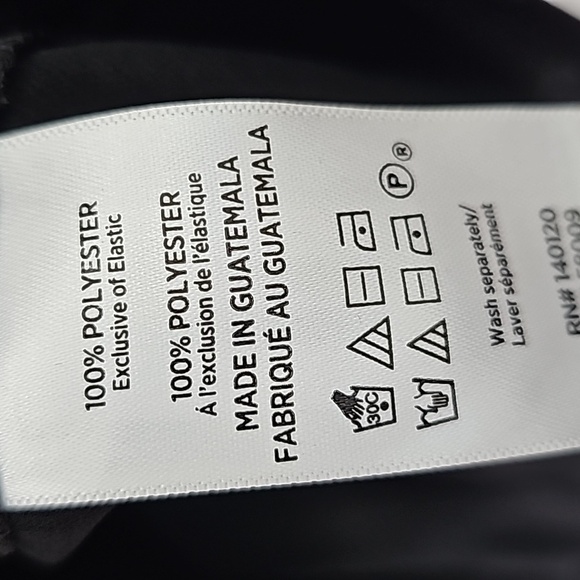 100% POLYESTER
Exclusive of Elastic
100% POLYESTER
Á l'exclusion de l'élastique
MADE IN GUATEMALA
FABRIQUÉ AU GUATEMALA
30C
P ®
Wash separately/
Laver séparément
RN# 140120